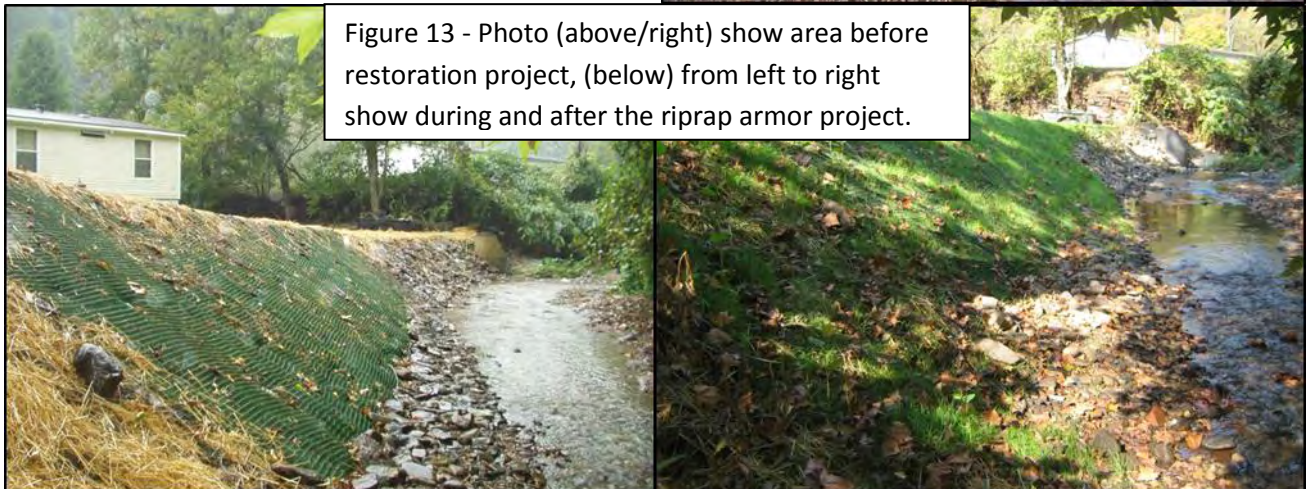 Figure 13 - Photo (above/right) show area before
restoration project, (below) from left to right
show during and after the riprap armor project.